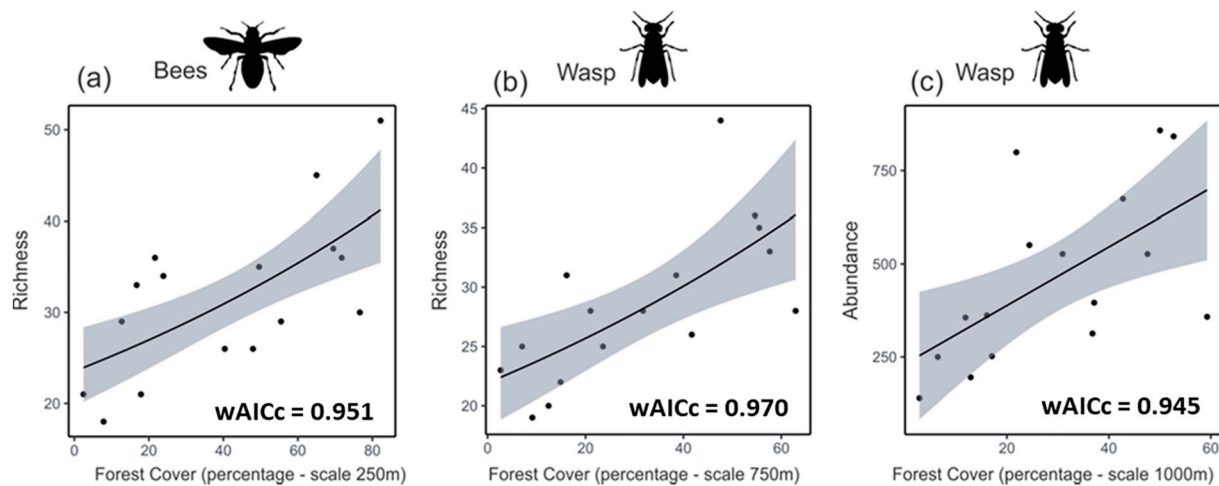 (a)
Bees
Richness
50
40
30
20
0
20
40
60
80
wAICc = 0.951
Forest Cover (percentage - scale 250m)
(b)
Wasp
Richness
45
40
35
30
25
20
0
20
40
60
wAICc = 0.970
Forest Cover (percentage - scale 750m)
(c)
Wasp
Abundance
750
500
250
20
40
60
wAICc = 0.945
Forest Cover (percentage - scale 1000m)